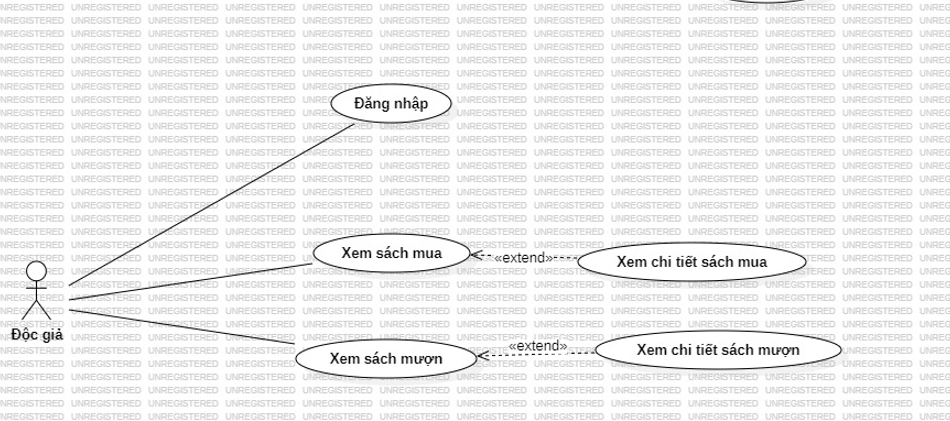 Đăng nhập
Xem sách mua
«extend»
Xem chi tiết sách mua
Độc giả
«extend»
Xem sách mượn
Xem chi tiết sách mượn
UNREGISTERED